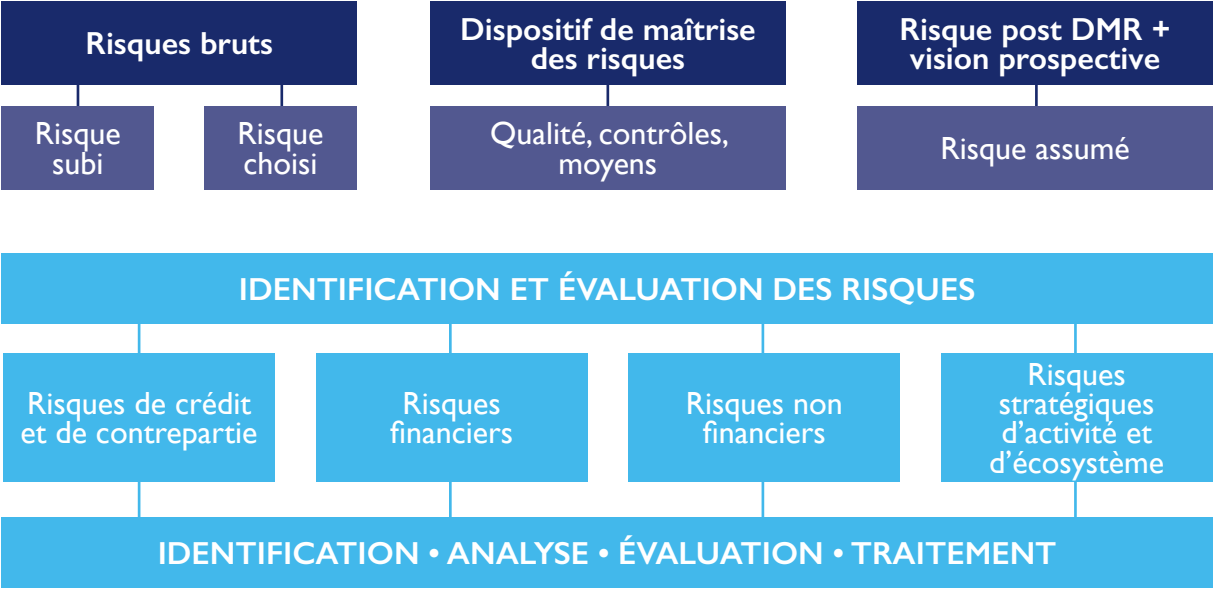 Risques bruts
Dispositif de maîtrise
des risques
Risque post DMR +
vision prospective
Risque
subi
Risque
choisi
Qualité, contrôles,
moyens
Risque assumé
IDENTIFICATION ET ÉVALUATION DES RISQUES
Risques de crédit
et de contrepartie
Risques
financiers
Risques non
financiers
Risques
stratégiques
d’activité et
d’écosystème
IDENTIFICATION • ANALYSE • ÉVALUATION • TRAITEMENT